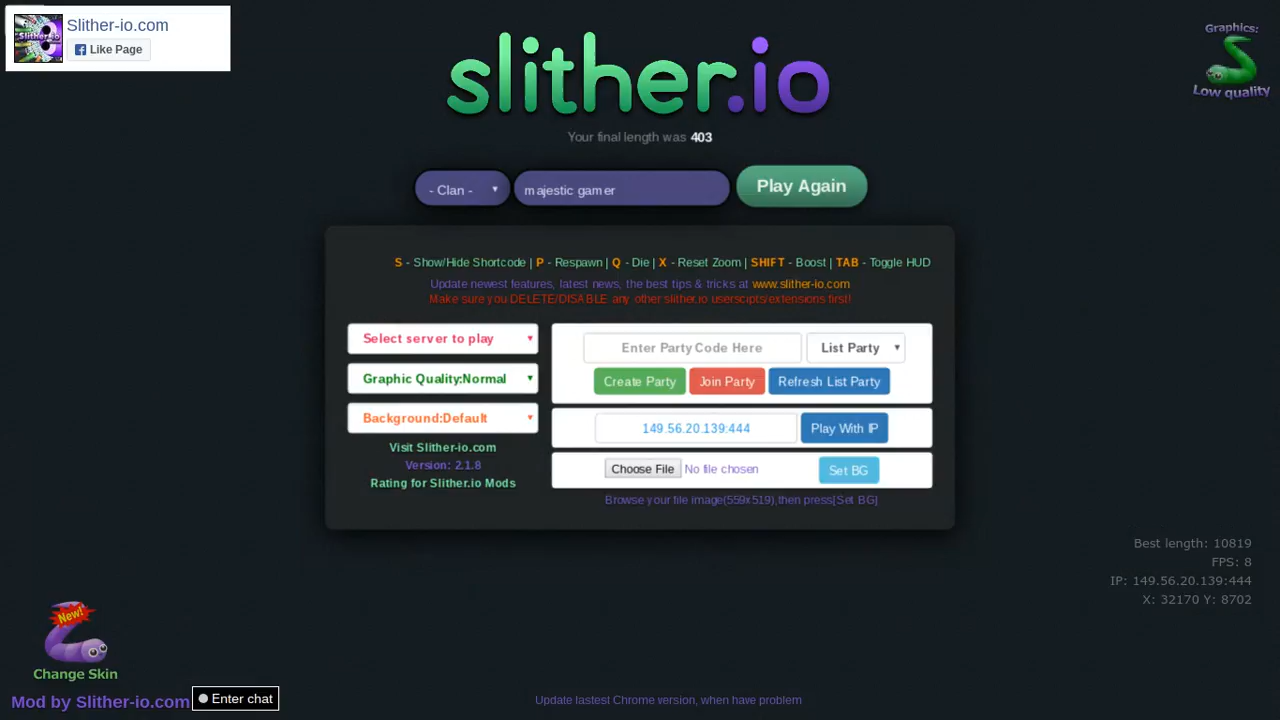 Slither-io.com
Like Page
slither.io
Graphics:
Low quality
Your final length was 403
- Clan -
majestic gamer
Play Again
S - Show/Hide Shortcode | P - Respawn | Q - Die | X - Reset Zoom | SHIFT - Boost | TAB - Toggle HUD
Update newest features, latest news, the best tips & tricks at www.slither-io.com
Make sure you DELETE/DISABLE any other slither.io userscipts/extensions first!
Select server to play
Graphic Quality:Normal
Background:Default
Visit Slither-io.com
Version: 2.1.8
Rating for Slither.io Mods
Enter Party Code Here
List Party
Create Party
Join Party
Refresh List Party
149.56.20.139:444
Play With IP
Choose File
No file chosen
Set BG
Browse your file image(559x519),then press[Set BG]
Best length: 10819
FPS: 8
IP: 149.56.20.139:444
X: 32170 Y: 8702
New!
Change Skin
Mod by Slither-io.com
Enter chat
Update lastest Chrome version, when have problem